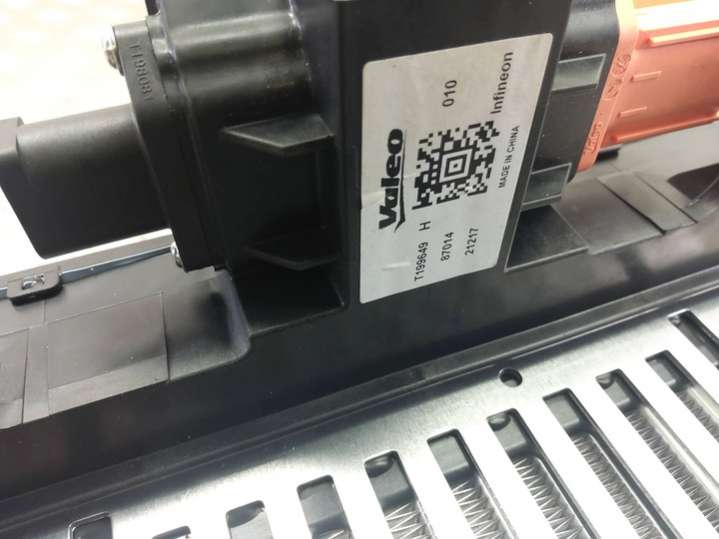 Valeo
010
Infineon
MADE IN CHINA
T199649 H
87014
21217